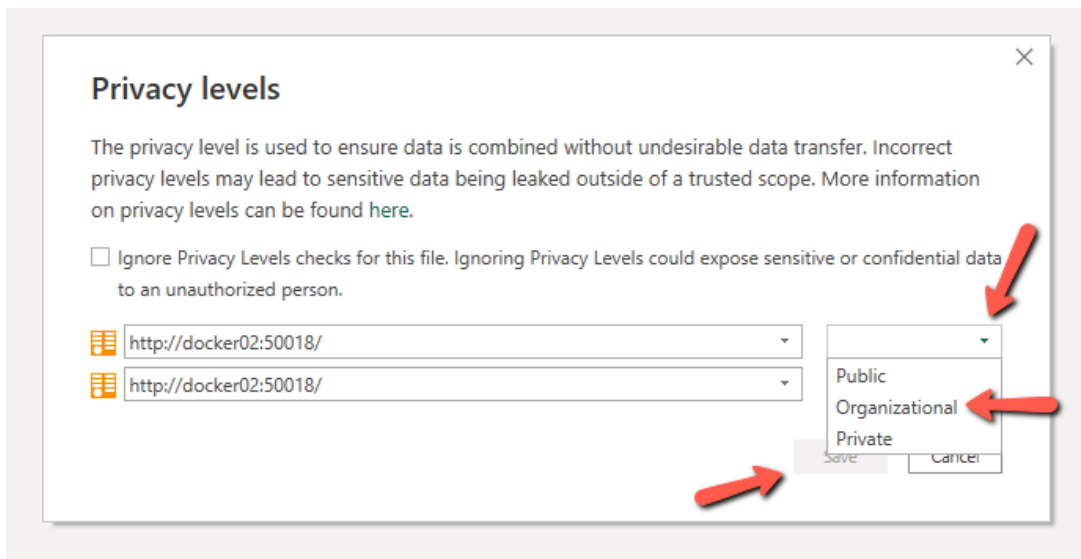 Privacy levels
The privacy level is used to ensure data is combined without undesirable data transfer. Incorrect
privacy levels may lead to sensitive data being leaked outside of a trusted scope. More information
on privacy levels can be found here.
Ignore Privacy Levels checks for this file. Ignoring Privacy Levels could expose sensitive or confidential data
to an unauthorized person.
http://docker02:50018/
http://docker02:50018/
Public
Organizational
Private
Save Cancel